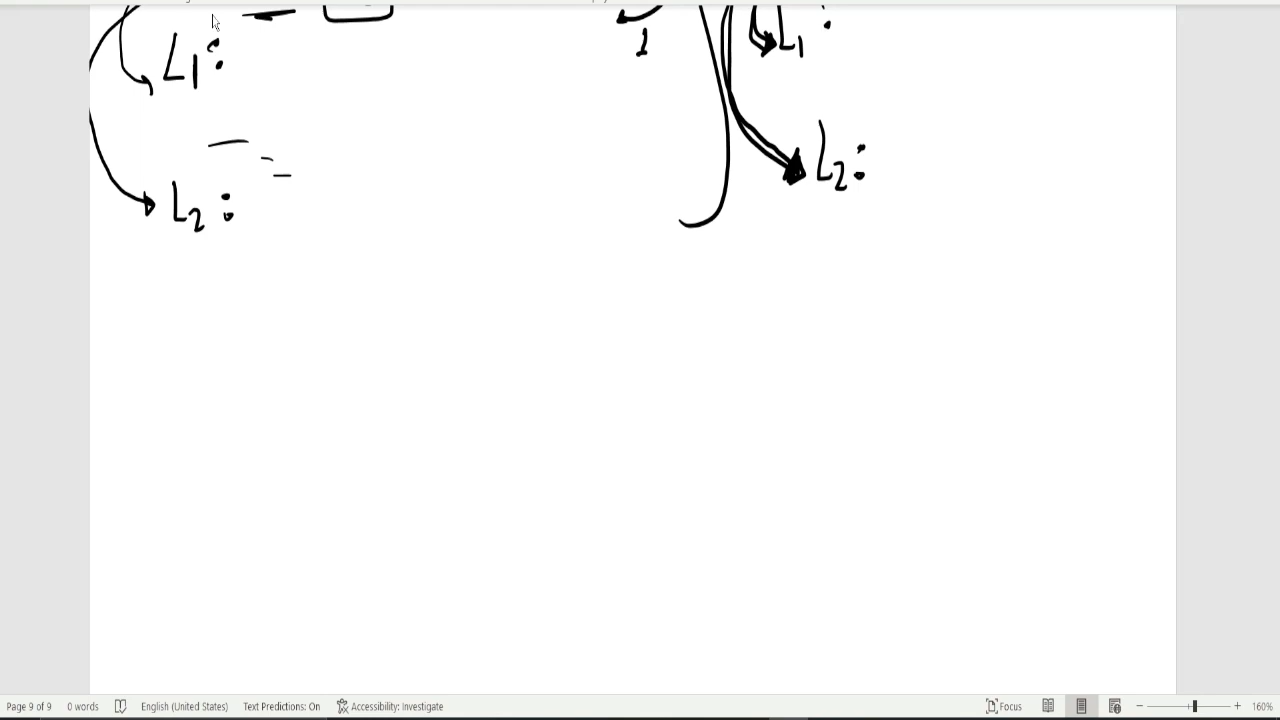 L1:
L2:
1
L1:
L2:
Page 9 of 9 0 words English (United States) Text Predictions: On Accessibility: Investigate Focus 160%